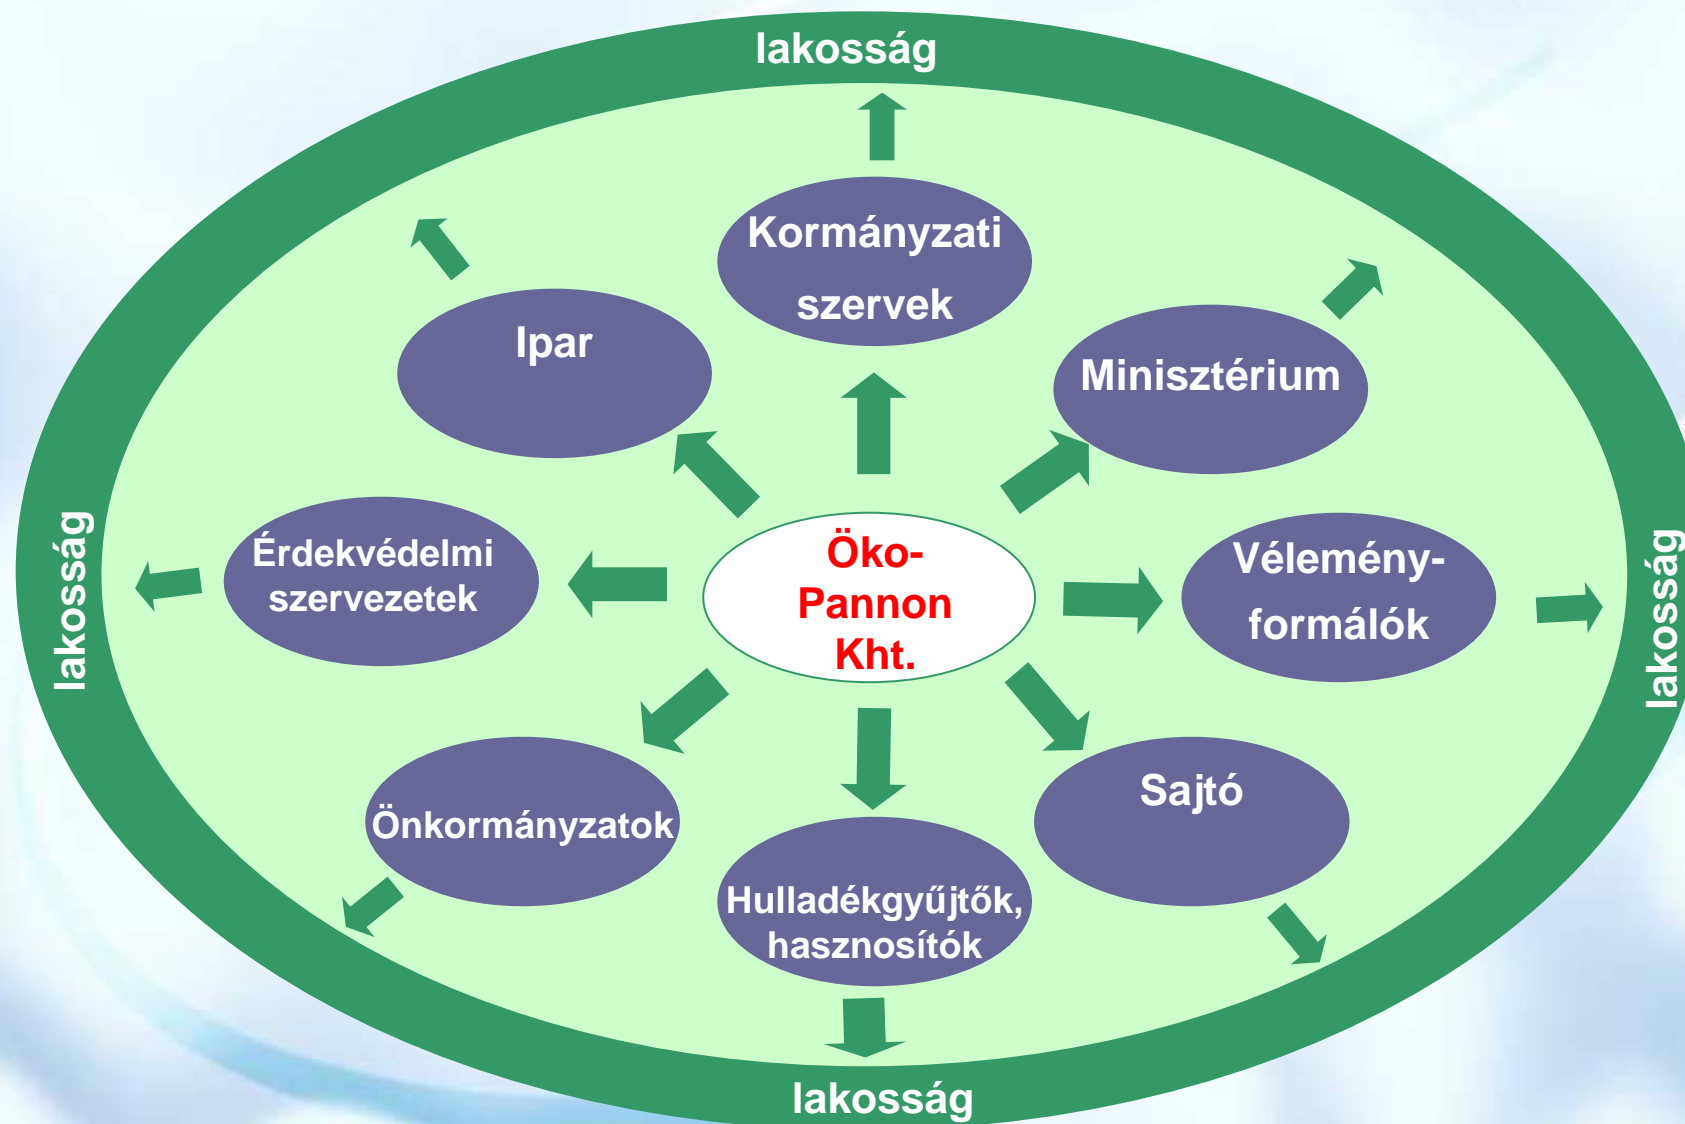 lakosság
Kormányzati
szervek
Ipar
Minisztérium
lakosság
Érdekvédelmi
szervezetek
Öko-
Pannon
Kht.
Vélemény-
formálók
lakosság
Önkormányzatok
Sajtó
Hulladékgyűjtők,
hasznosítók
lakosság